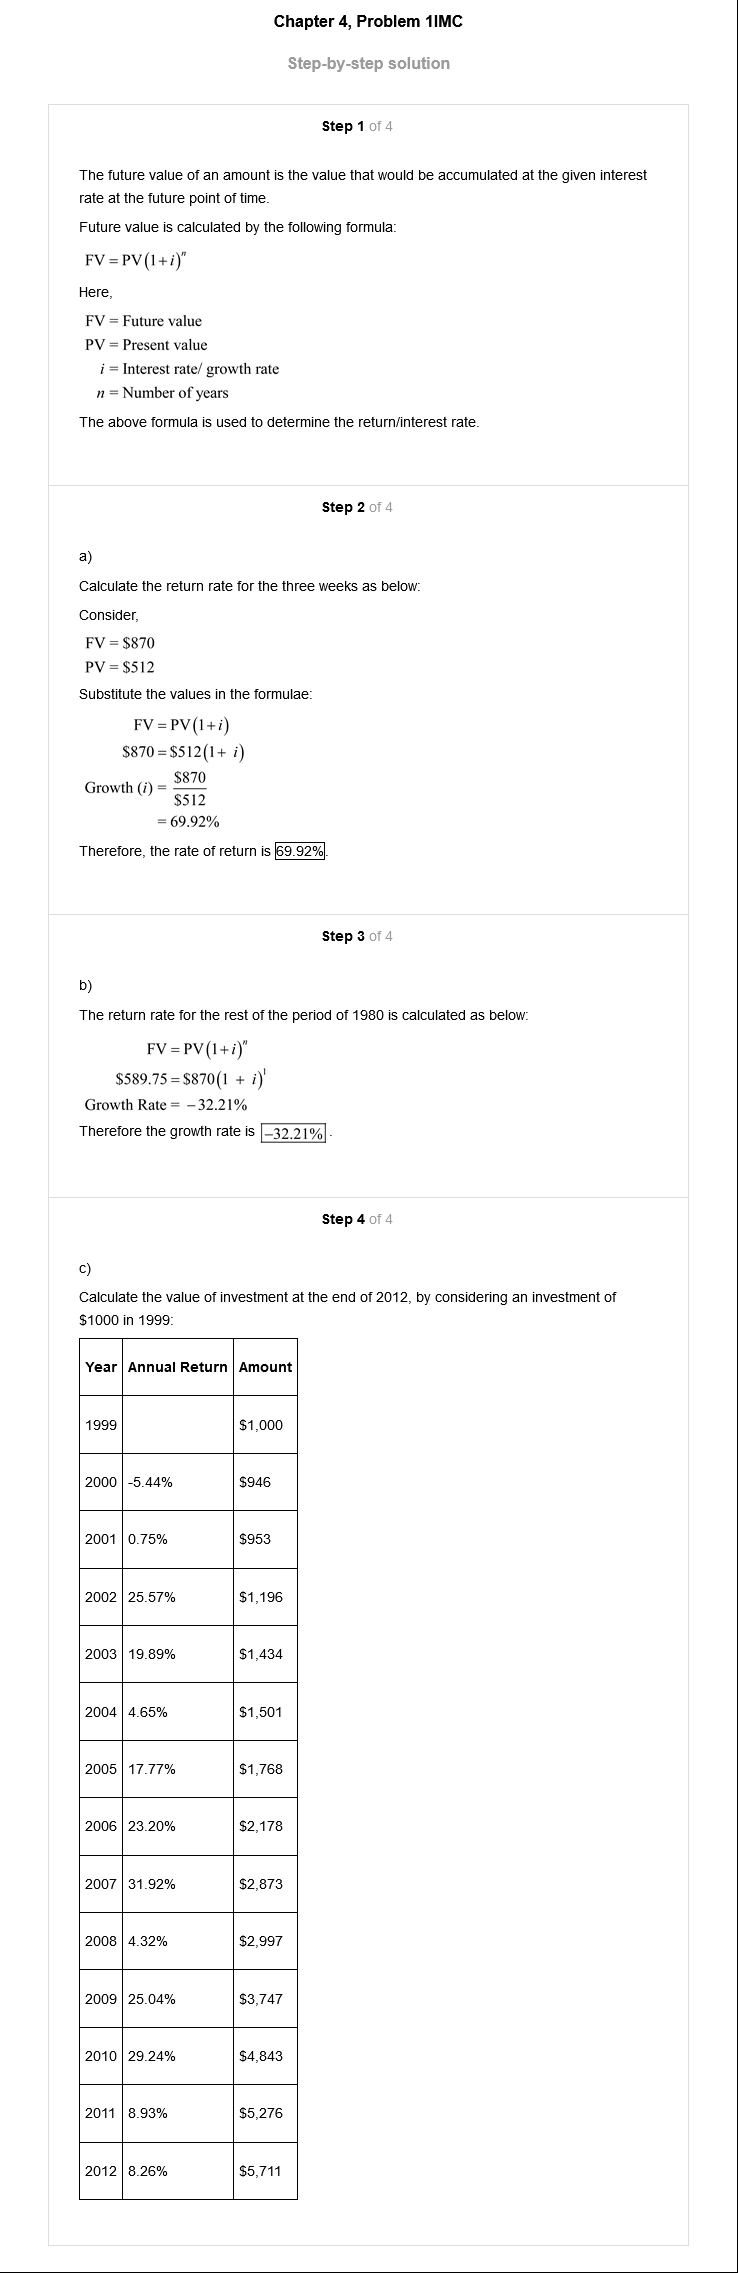 Chapter 4, Problem 1IMC
Step-by-step solution
Step 1 of 4
The future value of an amount is the value that would be accumulated at the given interest
rate at the future point of time.
Future value is calculated by the following formula:
FV = PV(1+i)ⁿ
Here,
FV = Future value
PV = Present value
i = Interest rate/ growth rate
n = Number of years
The above formula is used to determine the return/interest rate.
Step 2 of 4
a)
Calculate the return rate for the three weeks as below:
Consider,
FV = $870
PV = $512
Substitute the values in the formulae:
FV = PV(1+i)
$870 = $512(1+ i)
Growth (i) = $870/$512
= 69.92%
Therefore, the rate of return is 69.92%.
Step 3 of 4
b)
The return rate for the rest of the period of 1980 is calculated as below:
FV = PV(1+i)ⁿ
$589.75 = $870(1 + i)¹
Growth Rate = −32.21%
Therefore the growth rate is −32.21%.
Step 4 of 4
c)
Calculate the value of investment at the end of 2012, by considering an investment of
$1000 in 1999:
Year Annual Return Amount
1999 $1,000
2000 -5.44% $946
2001 0.75% $953
2002 25.57% $1,196
2003 19.89% $1,434
2004 4.65% $1,501
2005 17.77% $1,768
2006 23.20% $2,178
2007 31.92% $2,873
2008 4.32% $2,997
2009 25.04% $3,747
2010 29.24% $4,843
2011 8.93% $5,276
2012 8.26% $5,711